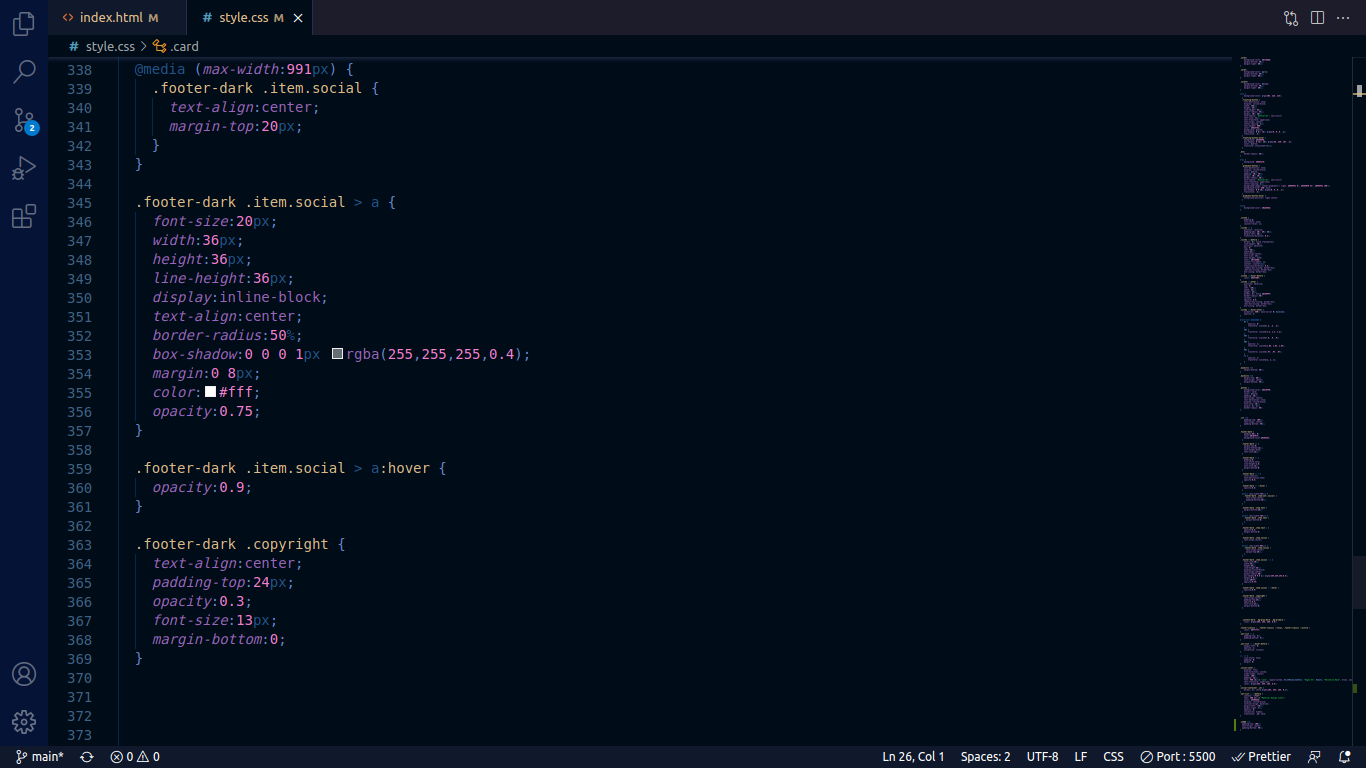 index.html M
style.css M
style.css > .card
338 @media (max-width:991px) {
339 .footer-dark .item.social {
340 text-align:center;
341 margin-top:20px;
342 }
343 }
344
345 .footer-dark .item.social > a {
346 font-size:20px;
347 width:36px;
348 height:36px;
349 line-height:36px;
350 display:inline-block;
351 text-align:center;
352 border-radius:50%;
353 box-shadow:0 0 0 1px rgba(255,255,255,0.4);
354 margin:0 8px;
355 color:#fff;
356 opacity:0.75;
357 }
358
359 .footer-dark .item.social > a:hover {
360 opacity:0.9;
361 }
362
363 .footer-dark .copyright {
364 text-align:center;
365 padding-top:24px;
366 opacity:0.3;
367 font-size:13px;
368 margin-bottom:0;
369 }
370
371
372
373
2
main* 0 0 Ln 26, Col 1 Spaces: 2 UTF-8 LF CSS Port : 5500 Prettier